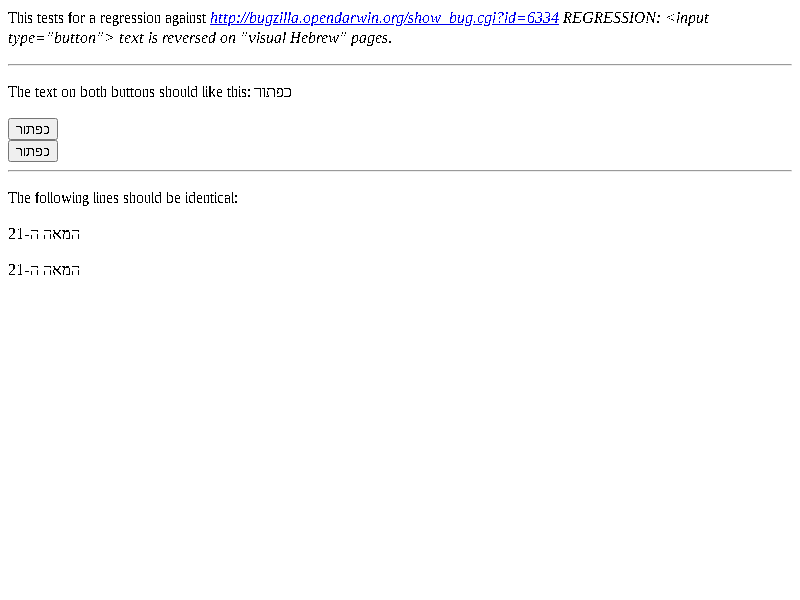 This tests for a regression against http://bugzilla.opendarwin.org/show_bug.cgi?id=6334 REGRESSION: <input
type="button"> text is reversed on "visual Hebrew" pages.
The text on both buttons should like this: כפתור
כפתור
כפתור
The following lines should be identical:
המאה ה-21
המאה ה-21